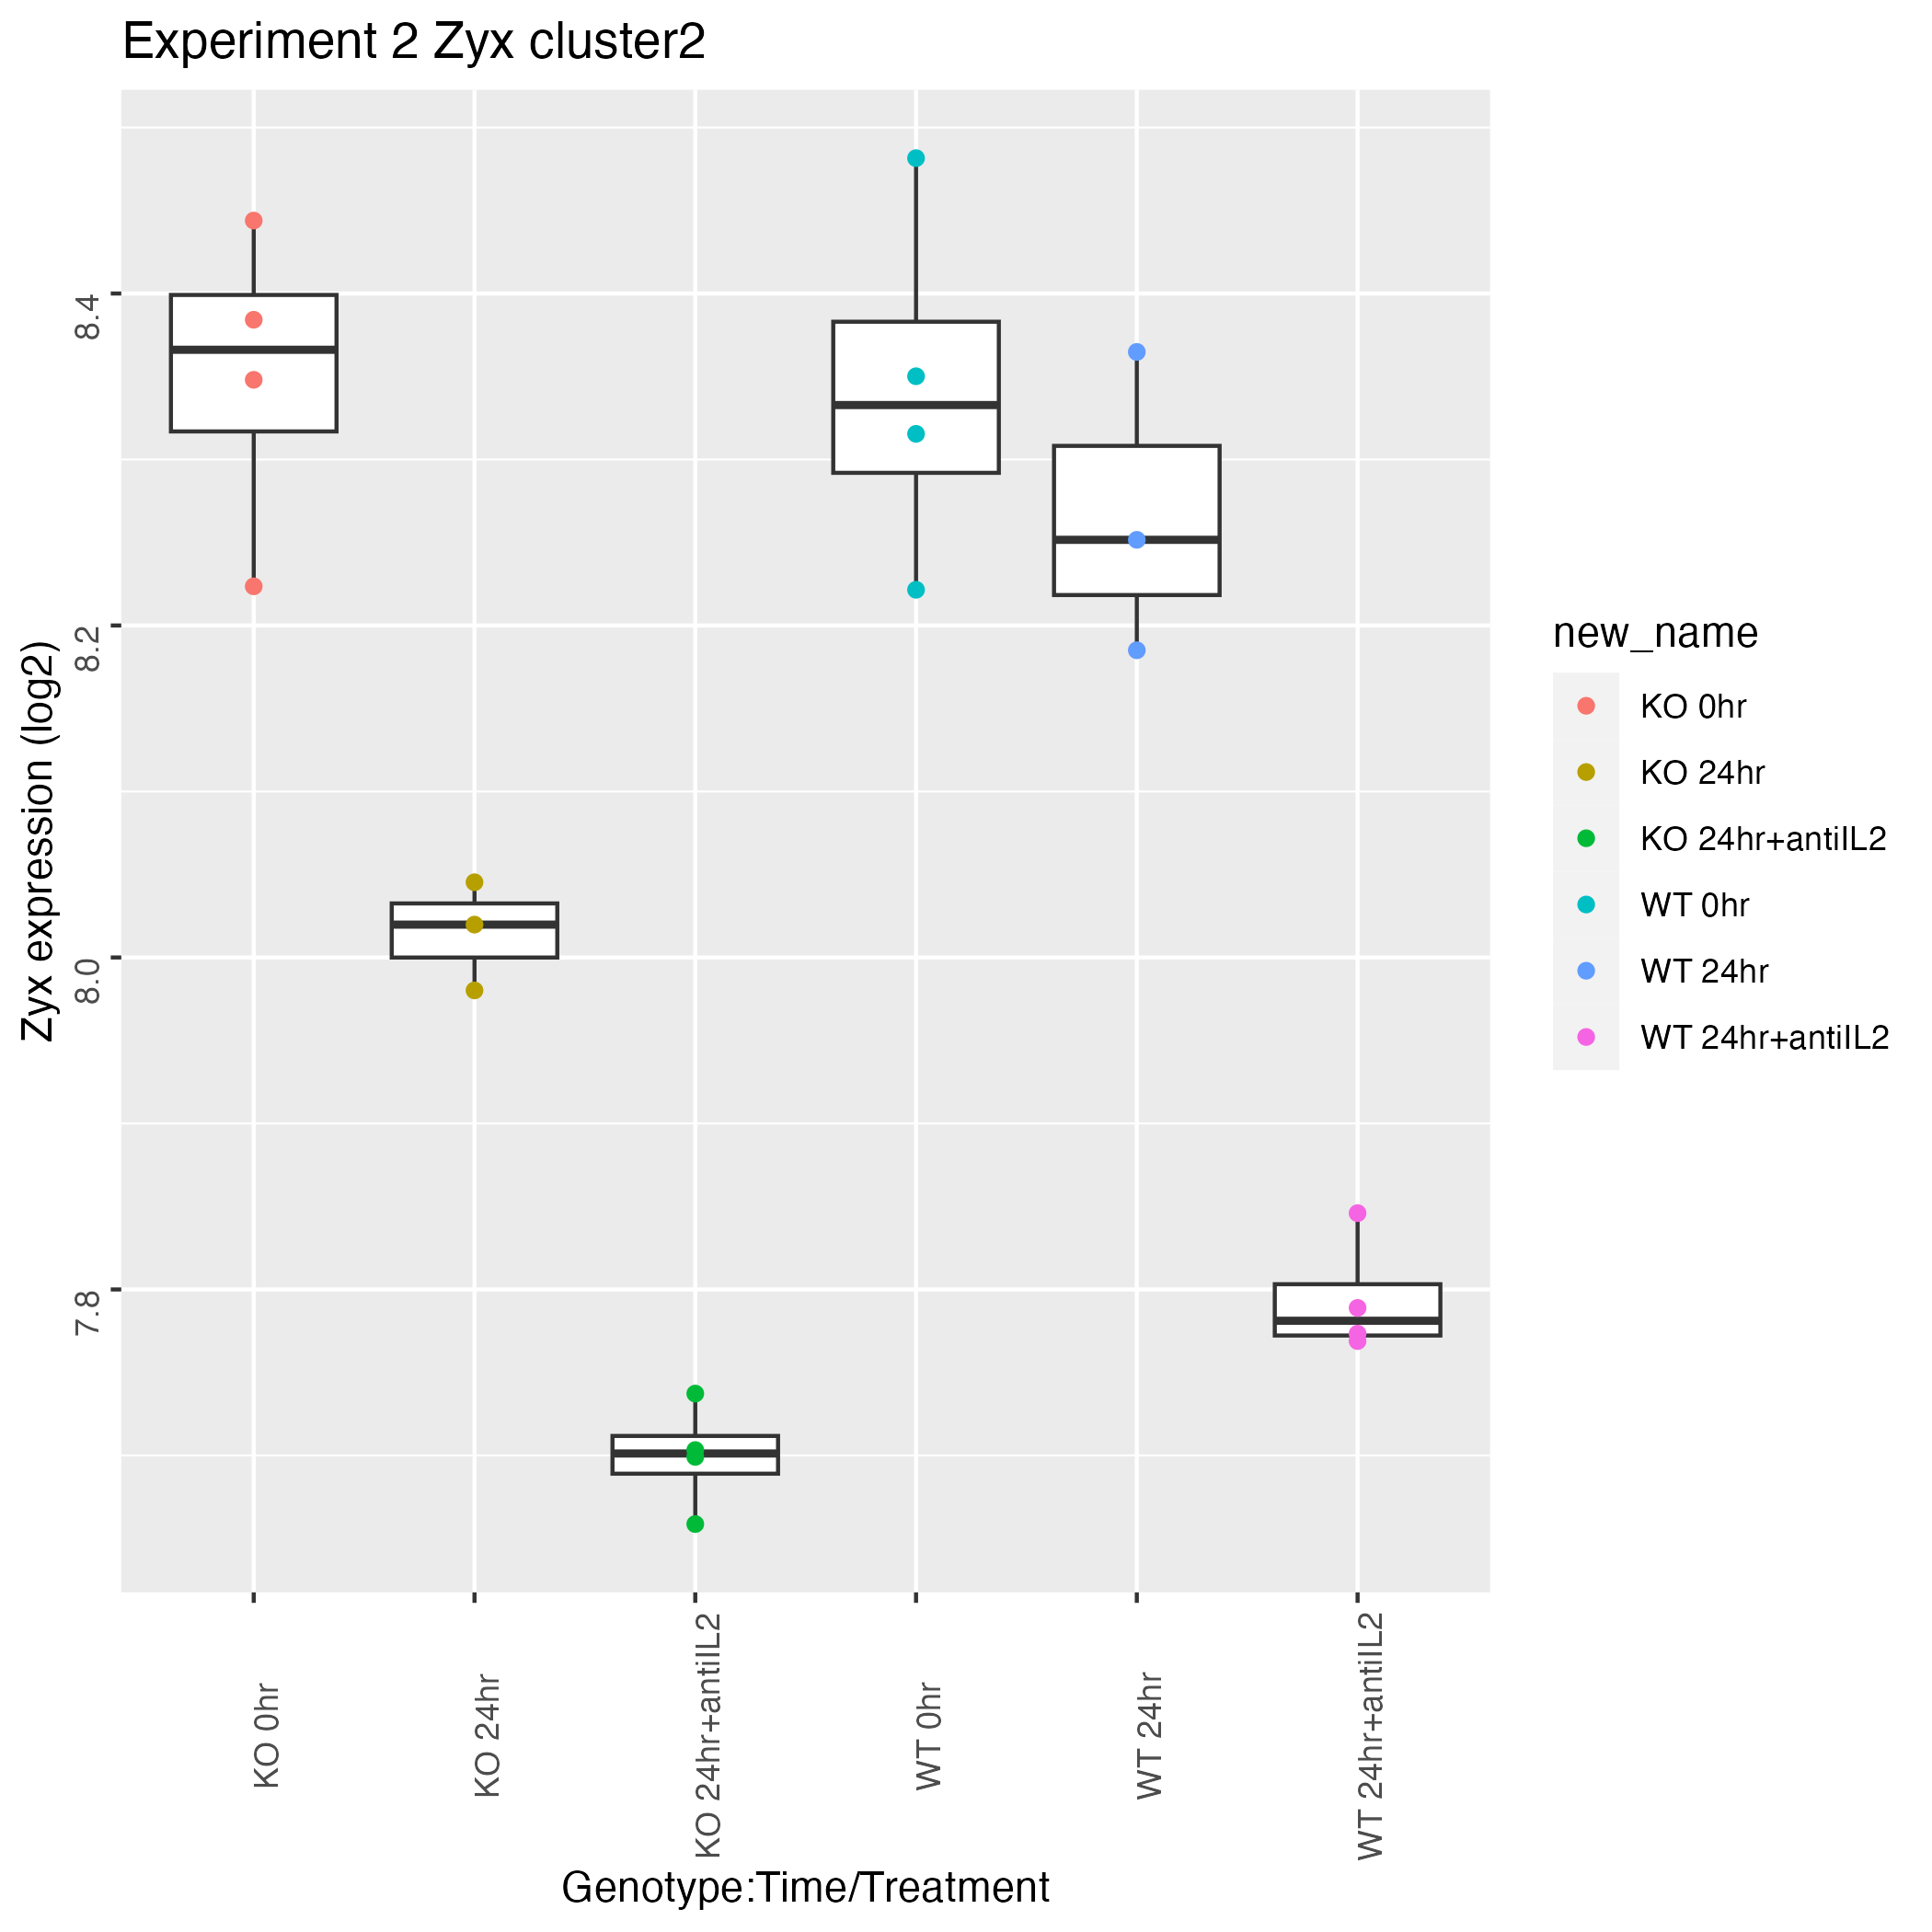 Experiment 2 Zyx cluster2
Zyx expression (log2)
8.4
8.2
8.0
7.8
KO 0hr
KO 24hr
KO 24hr+antiIL2
WT 0hr
WT 24hr
WT 24hr+antiIL2
Genotype:Time/Treatment
new_name
KO 0hr
KO 24hr
KO 24hr+antiIL2
WT 0hr
WT 24hr
WT 24hr+antiIL2